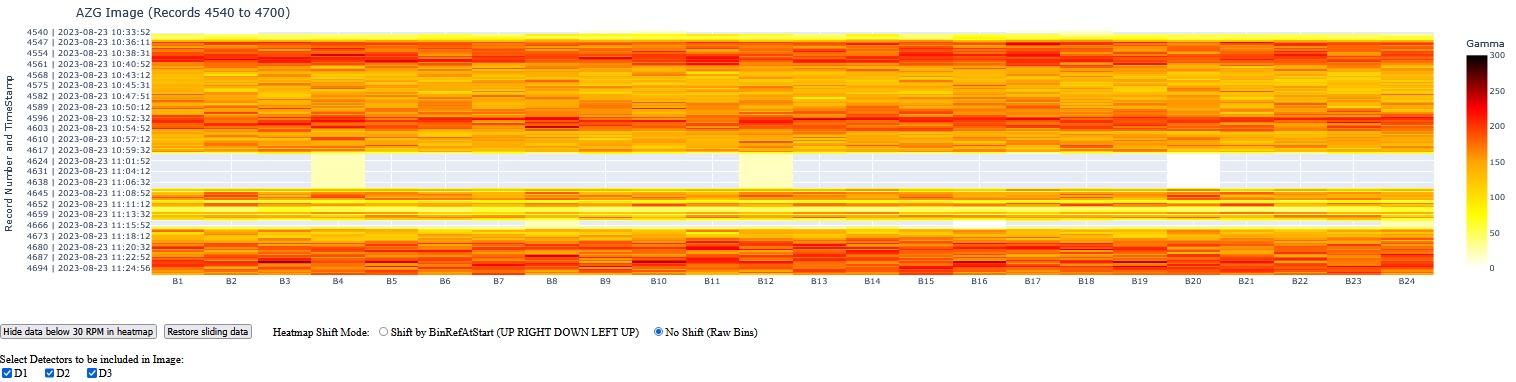 AZG Image (Records 4540 to 4700)
Record Number and TimeStamp
4540 | 2023-08-23 10:33:52
4547 | 2023-08-23 10:36:11
4554 | 2023-08-23 10:38:31
4561 | 2023-08-23 10:40:52
4568 | 2023-08-23 10:43:12
4575 | 2023-08-23 10:45:31
4582 | 2023-08-23 10:47:51
4589 | 2023-08-23 10:50:12
4596 | 2023-08-23 10:52:32
4603 | 2023-08-23 10:54:52
4610 | 2023-08-23 10:57:12
4617 | 2023-08-23 10:59:32
4624 | 2023-08-23 11:01:52
4631 | 2023-08-23 11:04:12
4638 | 2023-08-23 11:06:32
4645 | 2023-08-23 11:08:52
4652 | 2023-08-23 11:11:12
4659 | 2023-08-23 11:13:32
4666 | 2023-08-23 11:15:52
4673 | 2023-08-23 11:18:12
4680 | 2023-08-23 11:20:32
4687 | 2023-08-23 11:22:52
4694 | 2023-08-23 11:24:56
B1 B2 B3 B4 B5 B6 B7 B8 B9 B10 B11 B12 B13 B14 B15 B16 B17 B18 B19 B20 B21 B22 B23 B24
Gamma
300
250
200
150
100
50
0
Hide data below 30 RPM in heatmap Restore sliding data Heatmap Shift Mode: Shift by BinRefAtStart (UP RIGHT DOWN LEFT UP) No Shift (Raw Bins)
Select Detectors to be included in Image:
D1 D2 D3